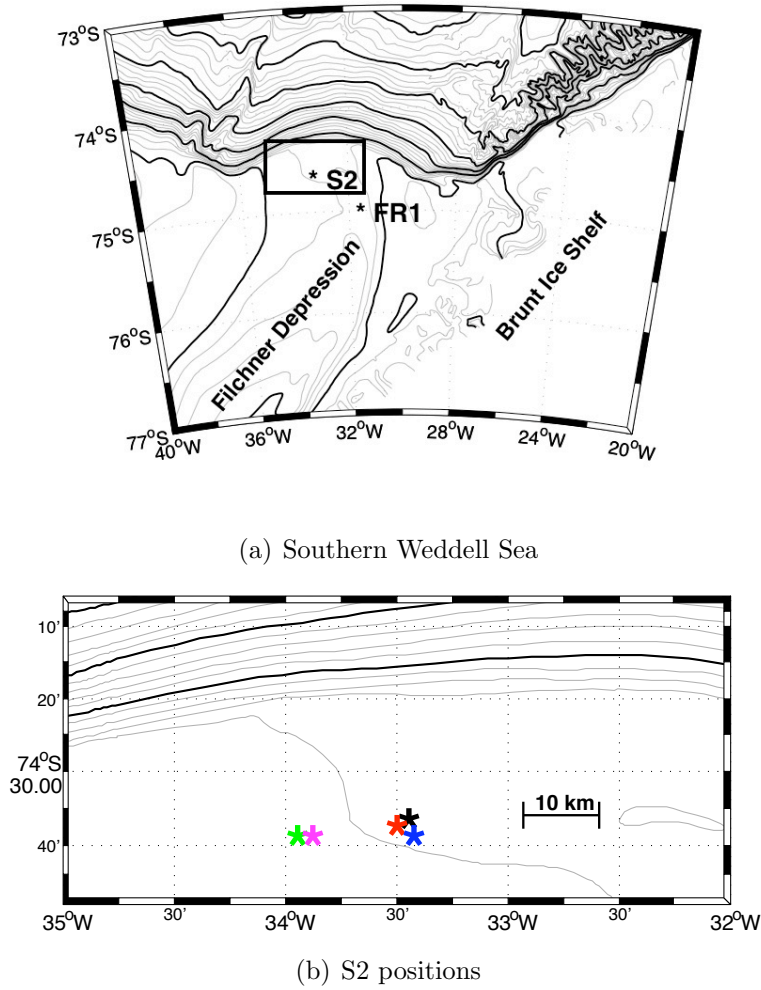 73°S
74°S
* S2
* FR1
75°S
Filchner Depression
Brunt Ice Shelf
76°S
77°S
40°W 36°W 32°W 28°W 24°W 20°W
(a) Southern Weddell Sea
10'
20'
74°S
30.00
10 km
40'
35°W 30' 34°W 30' 33°W 30' 32°W
(b) S2 positions